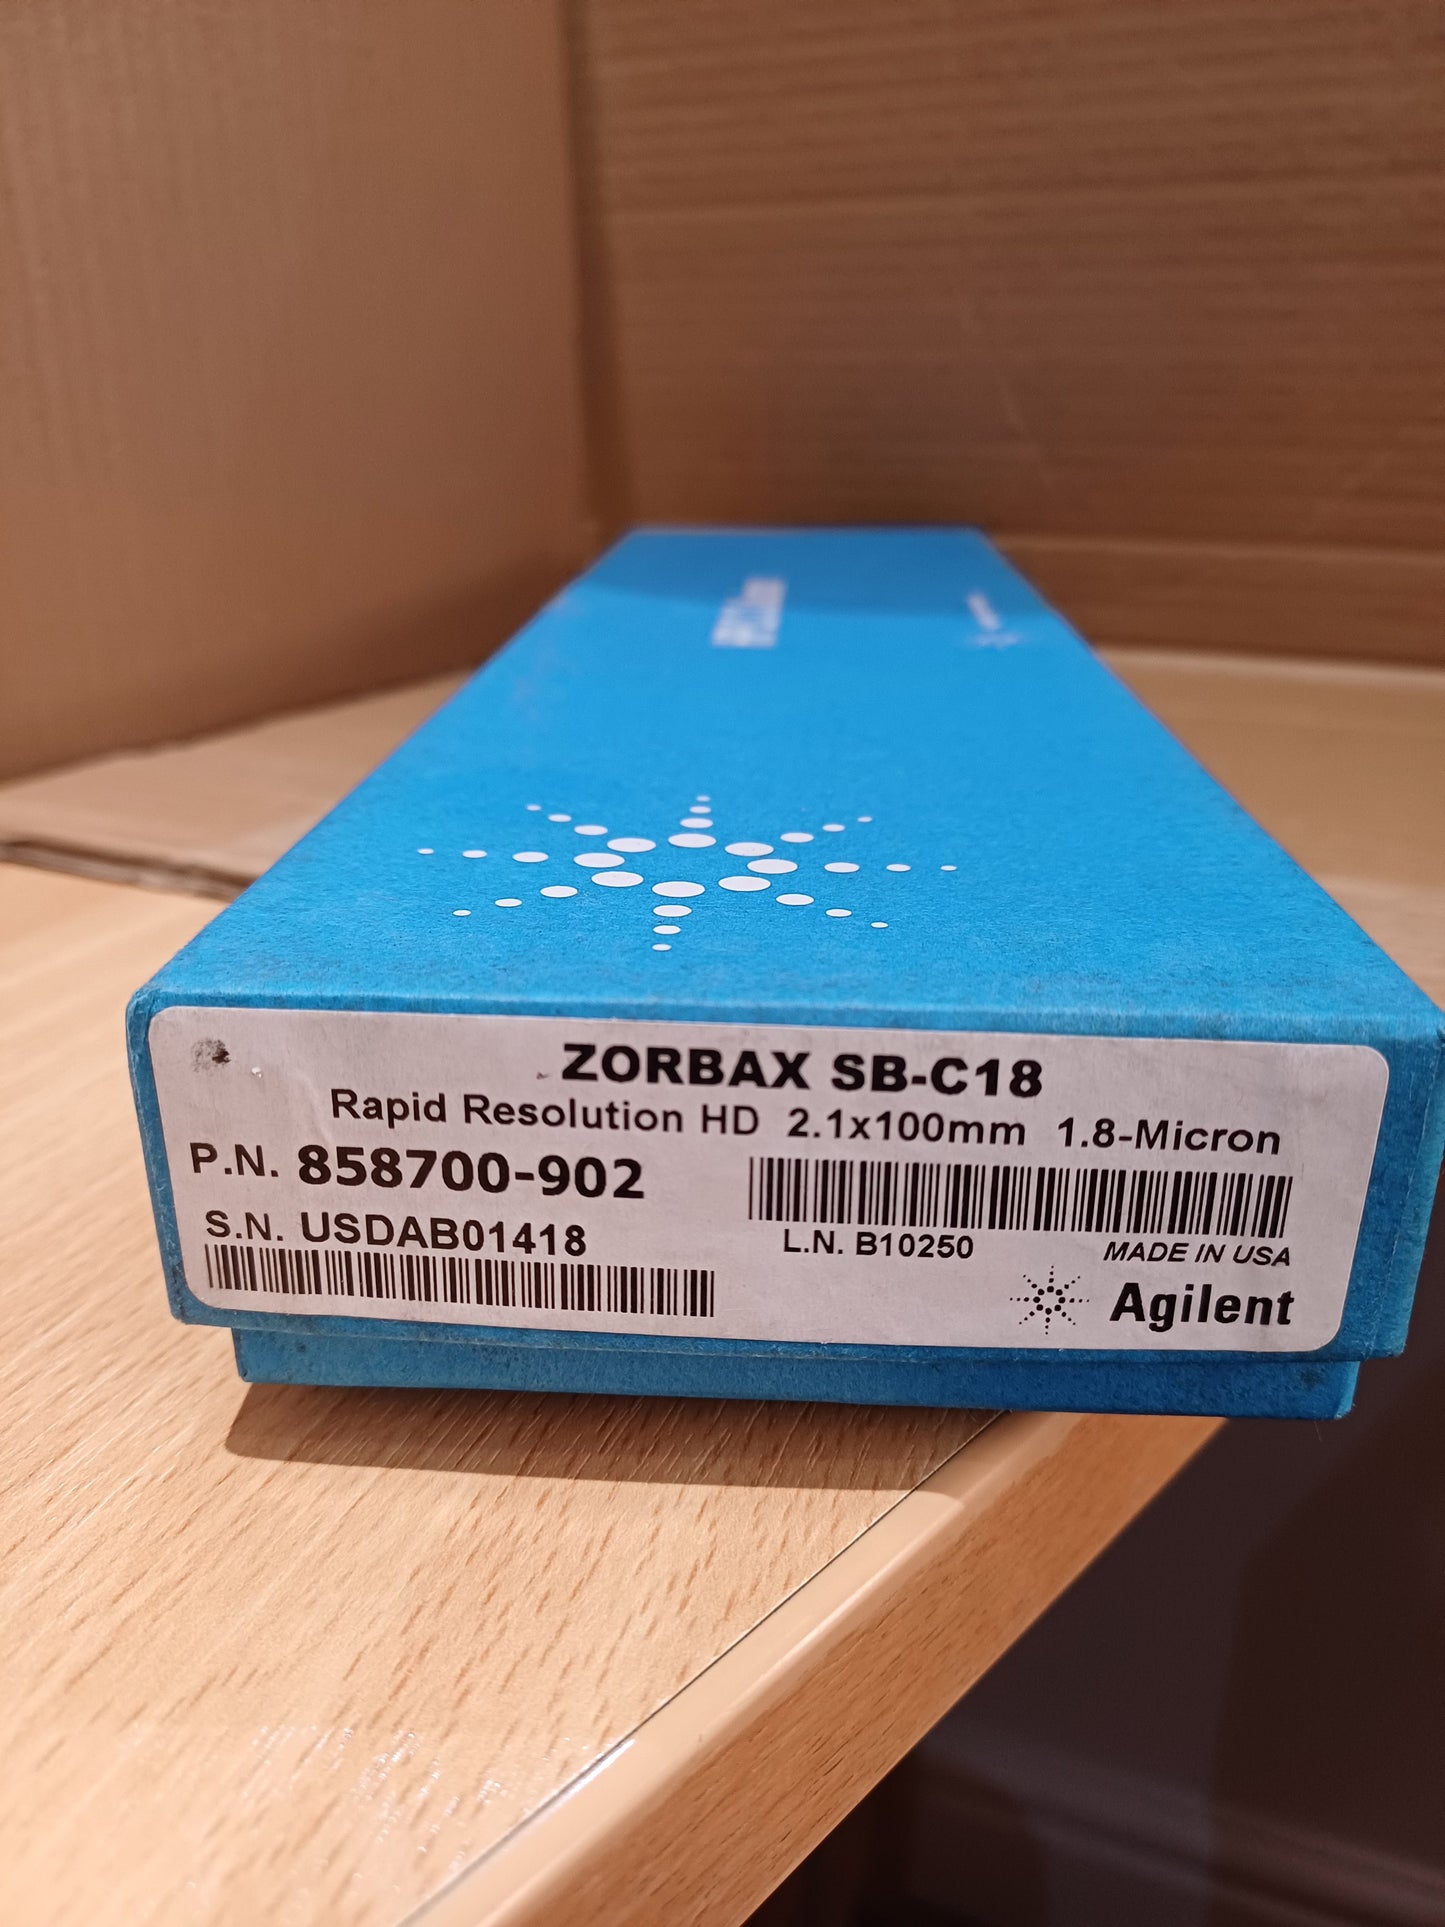 ZORBAX SB-C18
Rapid Resolution HD 2.1x100mm 1.8-Micron
P.N. 858700-902
S.N. USDAB01418
L.N. B10250
MADE IN USA
Agilent